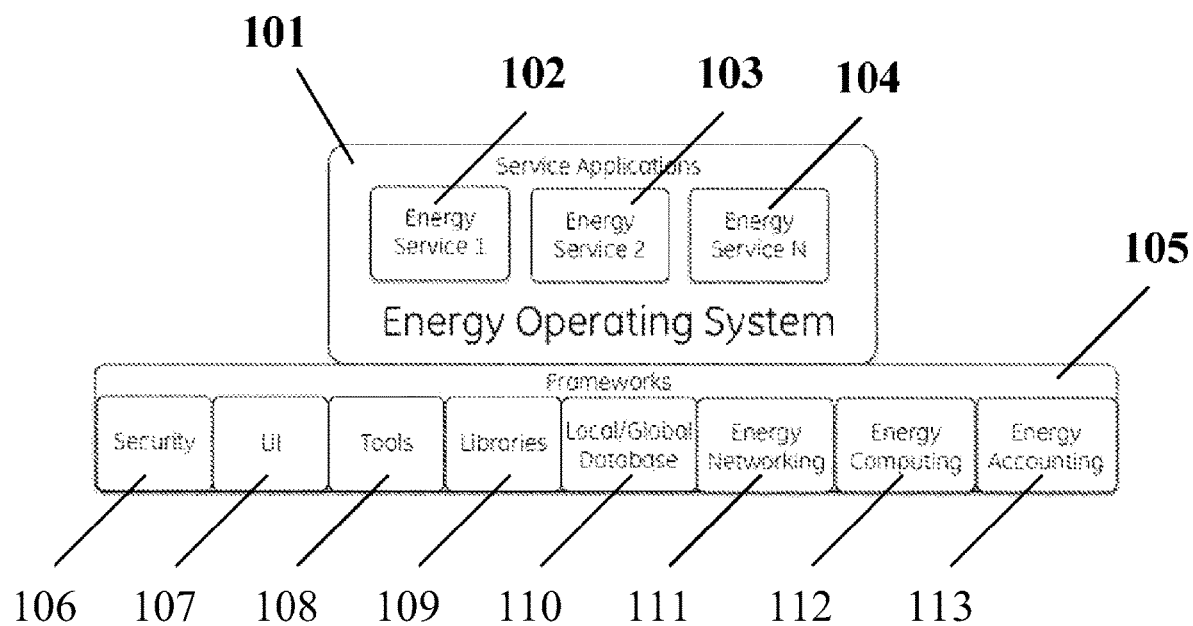 101
102
103
104
Service Applications
Energy
Service 1
Energy
Service 2
Energy
Service N
105
Energy Operating System
Frameworks
Security
UI
Tools
Libraries
Local/Global
Database
Energy
Networking
Energy
Computing
Energy
Accounting
106
107
108
109
110
111
112
113